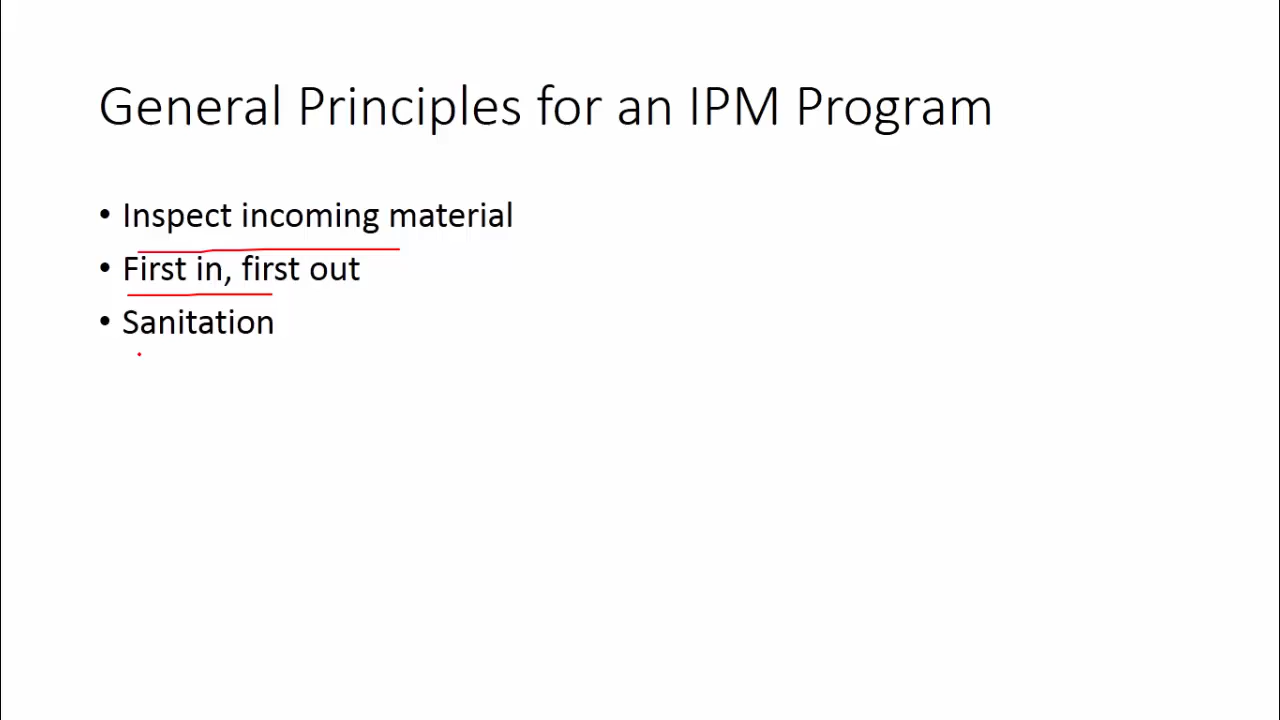 General Principles for an IPM Program
• Inspect incoming material
• First in, first out
• Sanitation